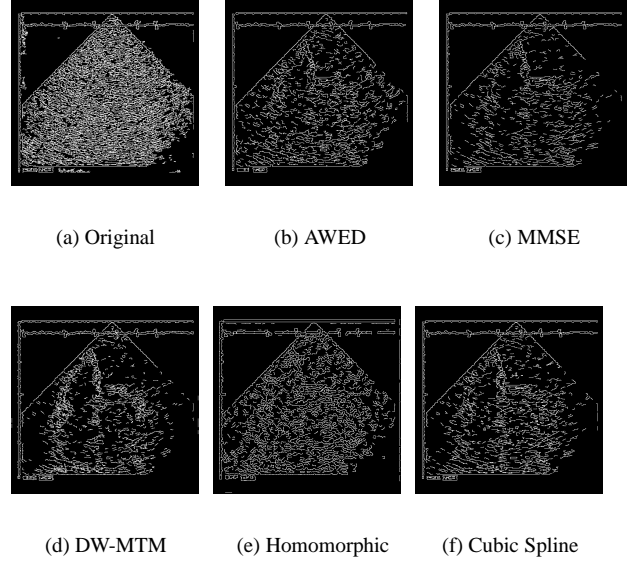 (a) Original
(b) AWED
(c) MMSE
(d) DW-MTM
(e) Homomorphic
(f) Cubic Spline